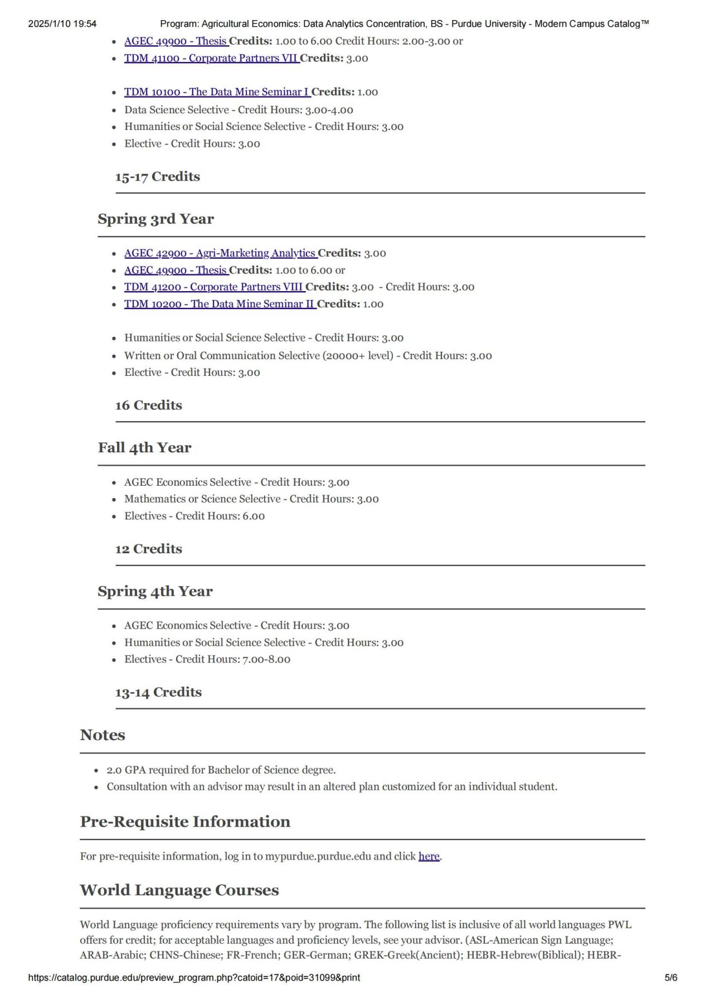 2025/1/10 19:54 Program: Agricultural Economics: Data Analytics Concentration, BS - Purdue University - Modern Campus Catalog™
• AGEC 49900 - Thesis Credits: 1.00 to 6.00 Credit Hours: 2.00-3.00 or
• TDM 41100 - Corporate Partners VII Credits: 3.00
• TDM 10100 - The Data Mine Seminar I Credits: 1.00
• Data Science Selective - Credit Hours: 3.00-4.00
• Humanities or Social Science Selective - Credit Hours: 3.00
• Elective - Credit Hours: 3.00
15-17 Credits
Spring 3rd Year
• AGEC 42900 - Agri-Marketing Analytics Credits: 3.00
• AGEC 49900 - Thesis Credits: 1.00 to 6.00 or
• TDM 41200 - Corporate Partners VIII Credits: 3.00 - Credit Hours: 3.00
• TDM 10200 - The Data Mine Seminar II Credits: 1.00
• Humanities or Social Science Selective - Credit Hours: 3.00
• Written or Oral Communication Selective (20000+ level) - Credit Hours: 3.00
• Elective - Credit Hours: 3.00
16 Credits
Fall 4th Year
• AGEC Economics Selective - Credit Hours: 3.00
• Mathematics or Science Selective - Credit Hours: 3.00
• Electives - Credit Hours: 6.00
12 Credits
Spring 4th Year
• AGEC Economics Selective - Credit Hours: 3.00
• Humanities or Social Science Selective - Credit Hours: 3.00
• Electives - Credit Hours: 7.00-8.00
13-14 Credits
Notes
• 2.0 GPA required for Bachelor of Science degree.
• Consultation with an advisor may result in an altered plan customized for an individual student.
Pre-Requisite Information
For pre-requisite information, log in to mypurdue.purdue.edu and click here.
World Language Courses
World Language proficiency requirements vary by program. The following list is inclusive of all world languages PWL
offers for credit; for acceptable languages and proficiency levels, see your advisor. (ASL-American Sign Language;
ARAB-Arabic; CHNS-Chinese; FR-French; GER-German; GREK-Greek(Ancient); HEBR-Hebrew(Biblical); HEBR-
https://catalog.purdue.edu/preview_program.php?catoid=17&poid=31099&print 5/6